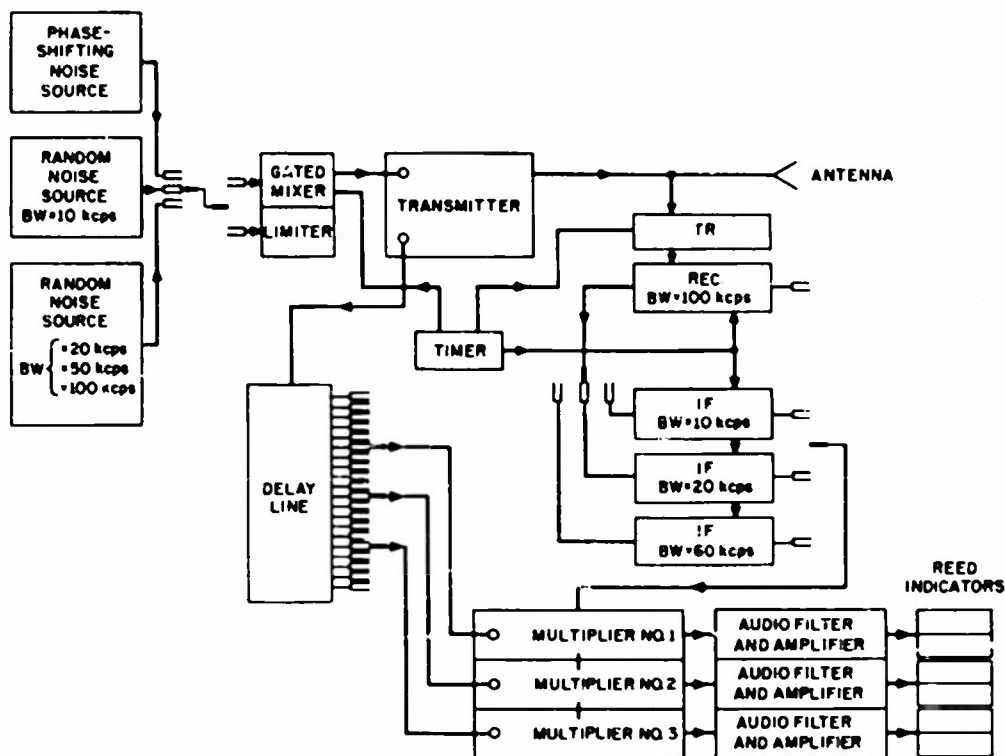 PHASE-
SHIFTING
NOISE
SOURCE
RANDOM
NOISE
SOURCE
BW=10 kcps
RANDOM
NOISE
SOURCE
BW { =20 kcps
=50 kcps
=100 kcps
GATED
MIXER
LIMITER
TRANSMITTER
ANTENNA
TR
REC
BW=100 kcps
TIMER
IF
BW=10 kcps
IF
BW=20 kcps
IF
BW=60 kcps
DELAY
LINE
REED
INDICATORS
MULTIPLIER NO.1
AUDIO FILTER
AND AMPLIFIER
MULTIPLIER NO.2
AUDIO FILTER
AND AMPLIFIER
MULTIPLIER NO.3
AUDIO FILTER
AND AMPLIFIER